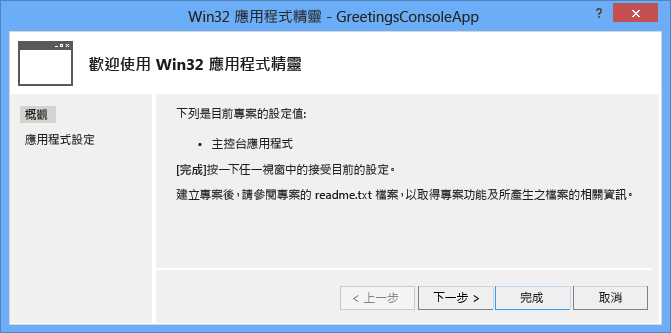 Win32 應用程式精靈 - GreetingsConsoleApp
?
歡迎使用 Win32 應用程式精靈
概觀
應用程式設定
下列是目前專案的設定值:
• 主控台應用程式
[完成]按一下任一視窗中的接受目前的設定。
建立專案後，請參閱專案的 readme.txt 檔案，以取得專案功能及所產生之檔案的相關資訊。
< 上一步
下一步 >
完成
取消